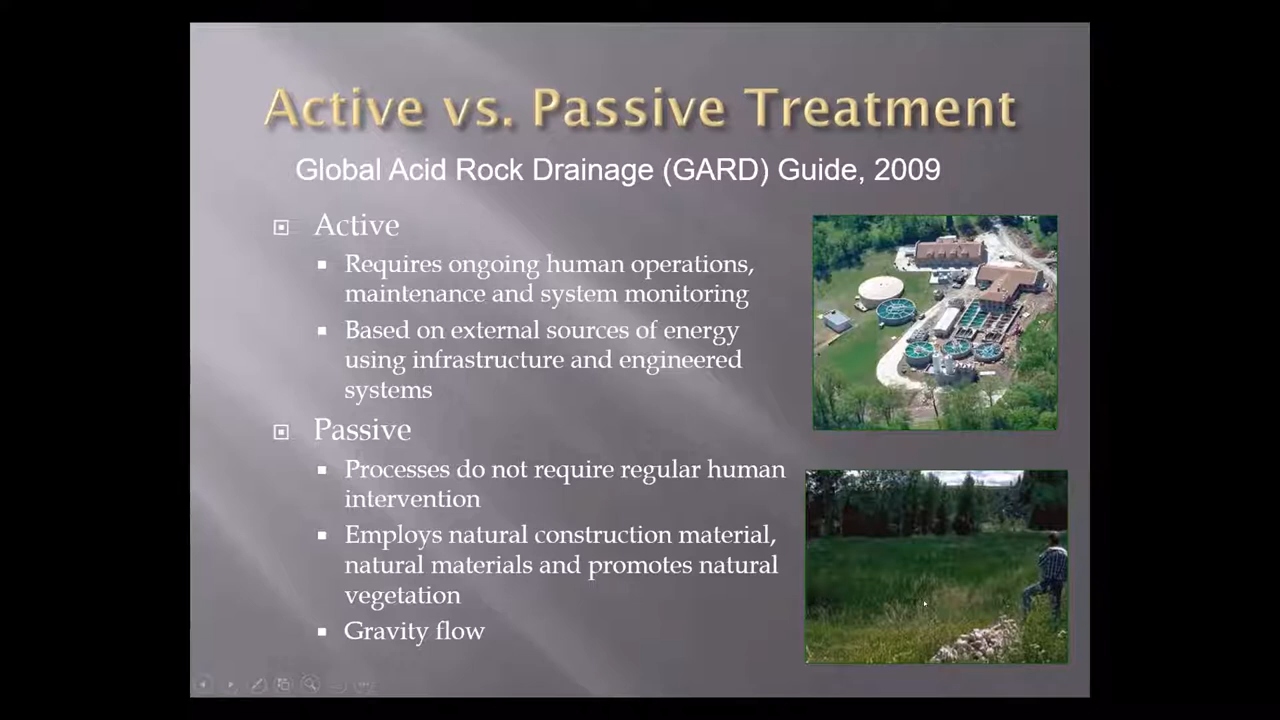 Active vs. Passive Treatment
Global Acid Rock Drainage (GARD) Guide, 2009
Active
Requires ongoing human operations,
maintenance and system monitoring
Based on external sources of energy
using infrastructure and engineered
systems
Passive
Processes do not require regular human
intervention
Employs natural construction material,
natural materials and promotes natural
vegetation
Gravity flow